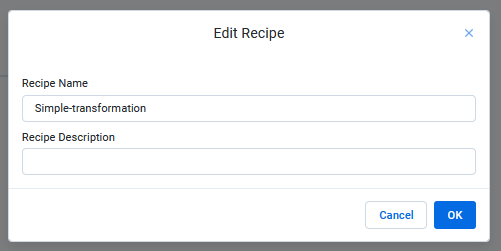 Edit Recipe
Recipe Name
Simple-transformation
Recipe Description
Cancel OK